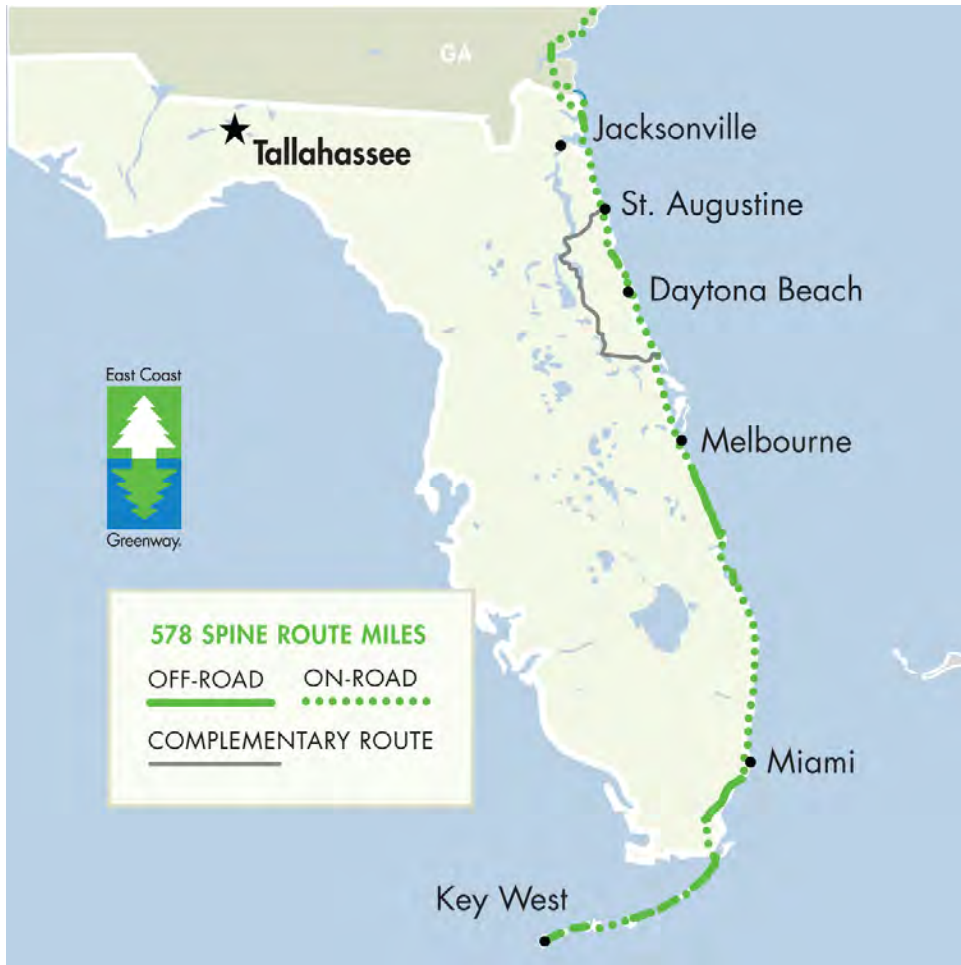 GA
Jacksonville
Tallahassee
St. Augustine
Daytona Beach
East Coast
Greenway.
Melbourne
578 SPINE ROUTE MILES
OFF-ROAD ON-ROAD
COMPLEMENTARY ROUTE
Miami
Key West